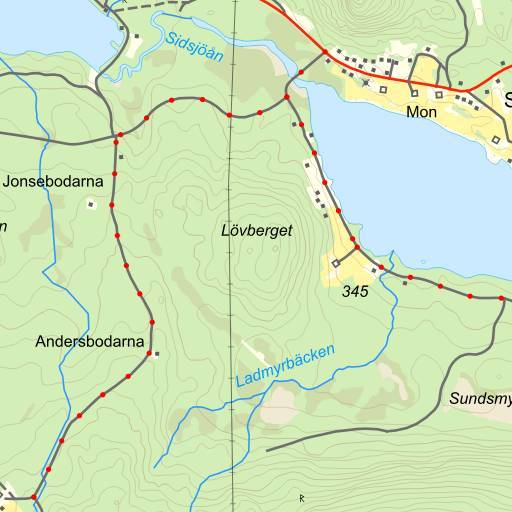 Sidsjöån
S
Mon
Jonsebodarna
n
Lövberget
345
Andersbodarna
Ladmyrbäcken
Sundsmy
R